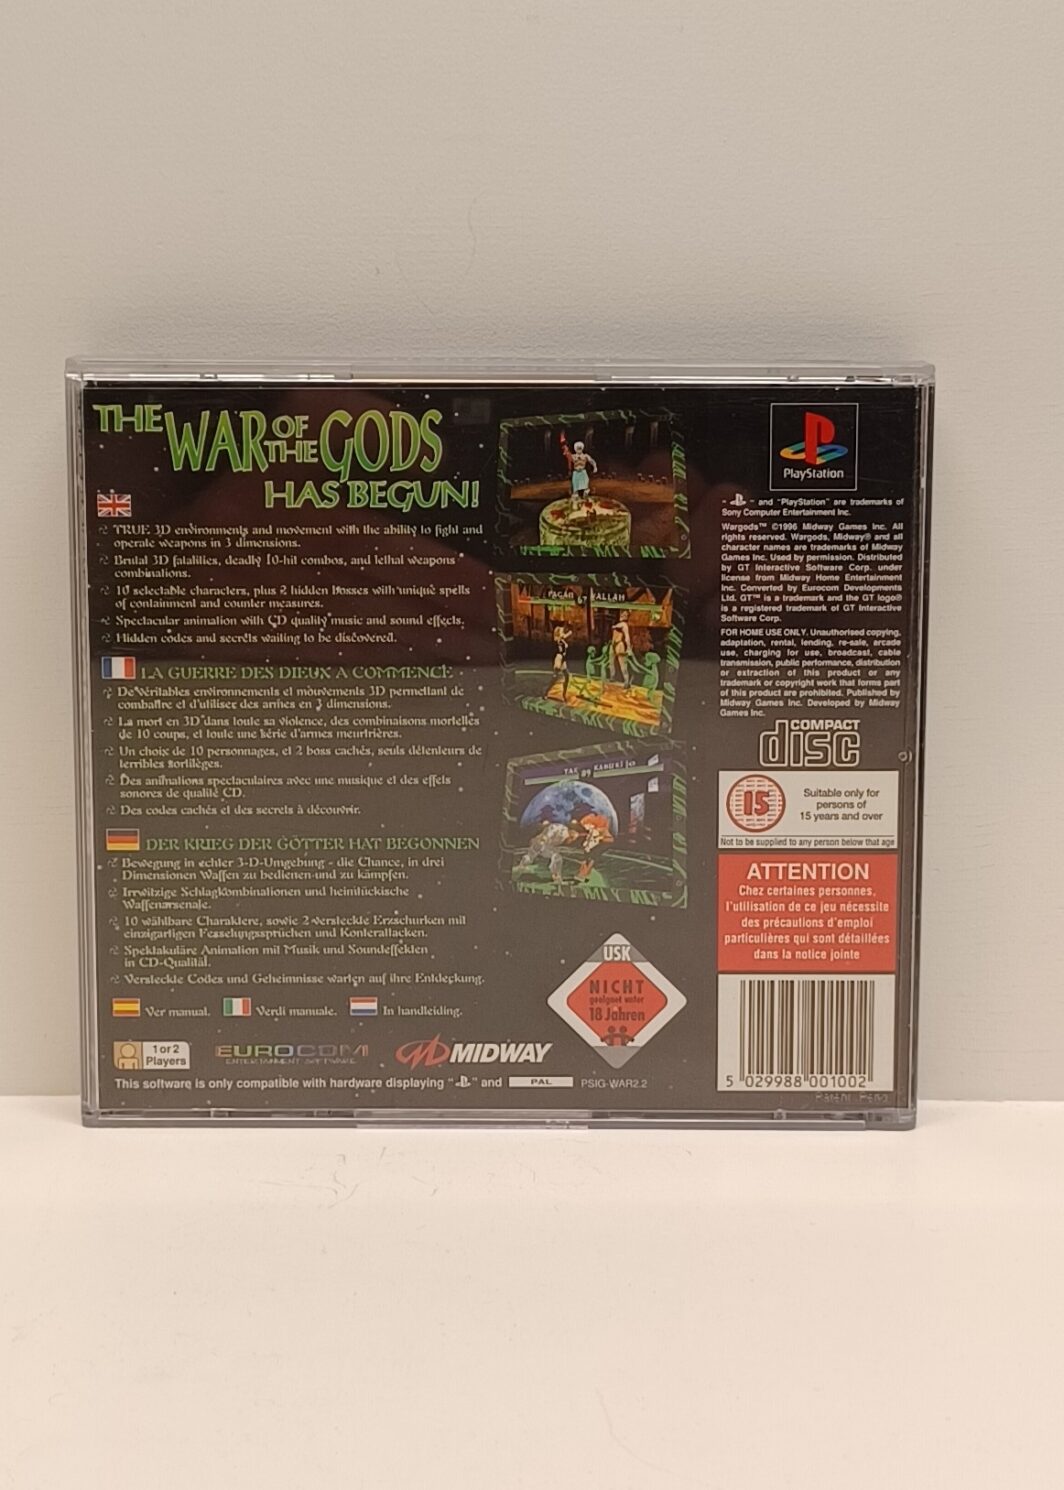 THE WAR OF THE GODS
HAS BEGUN!
TRUE 3D environments and movement with the ability to fight and
operate weapons in 3 dimensions.
Brutal 3D fatalities, deadly 10-hit combos, and lethal weapons
combinations.
10 selectable characters, plus 2 hidden bosses with unique spells
of containment and counter measures.
Spectacular animation with CD quality music and sound effects.
Hidden codes and secrets waiting to be discovered.
LA GUERRE DES DIEUX A COMMENCE
De véritables environnements et mouvements 3D permettant de
combattre et d'utiliser des armes en 3 dimensions.
La mort en 3D dans toute sa violence, des combinaisons mortelles
de 10 coups, et toute une série d'armes meurtrières.
Un choix de 10 personnages, et 2 boss cachés, seuls détenteurs de
terribles sortilèges.
Des animations spectaculaires avec une musique et des effets
sonores de qualité CD.
Des codes cachés et des secrets à découvrir.
DER KRIEG DER GÖTTER HAT BEGONNEN
Bewegung in echter 3-D-Umgebung - die Chance, in drei
Dimensionen Waffen zu bedienen und zu kämpfen.
Irrwitzige Schlagkombinationen und heimtückische
Waffenarsenale.
10 wählbare Charaktere, sowie 2 versteckte Erzschurken mit
einzigartigen Fesselungssprüchen und Konterattacken.
Spektakuläre Animation mit Musik und Soundeffekten
in CD-Qualität.
Versteckte Codes und Geheimnisse warten auf ihre Entdeckung.
Ver manual. Verdi manuale. In handleiding.
1 or 2
Players
EUROCOM
ENTERTAINMENT SOFTWARE
MIDWAY
This software is only compatible with hardware displaying " " and PAL PSIG-WAR2.2
PAGAN 67 WALLAH
TAK 89 KABUKI JO
USK
NICHT
geeignet unter
18 Jahren
PlayStation
" " and "PlayStation" are trademarks of
Sony Computer Entertainment Inc.
Wargods™ ©1996 Midway Games Inc. All
rights reserved. Wargods, Midway® and all
character names are trademarks of Midway
Games Inc. Used by permission. Distributed
by GT Interactive Software Corp. under
license from Midway Home Entertainment
Inc. Converted by Eurocom Developments
Ltd. GT™ is a trademark and the GT logo®
is a registered trademark of GT Interactive
Software Corp.
FOR HOME USE ONLY. Unauthorised copying,
adaptation, rental, lending, re-sale, arcade
use, charging for use, broadcast, cable
transmission, public performance, distribution
or extraction of this product or any
trademark or copyright work that forms part
of this product are prohibited. Published by
Midway Games Inc. Developed by Midway
Games Inc.
COMPACT
disc
15
Suitable only for
persons of
15 years and over
Not to be supplied to any person below that age
ATTENTION
Chez certaines personnes,
l'utilisation de ce jeu nécessite
des précautions d'emploi
particulières qui sont détaillées
dans la notice jointe
5 029988 001002
Patent Pend